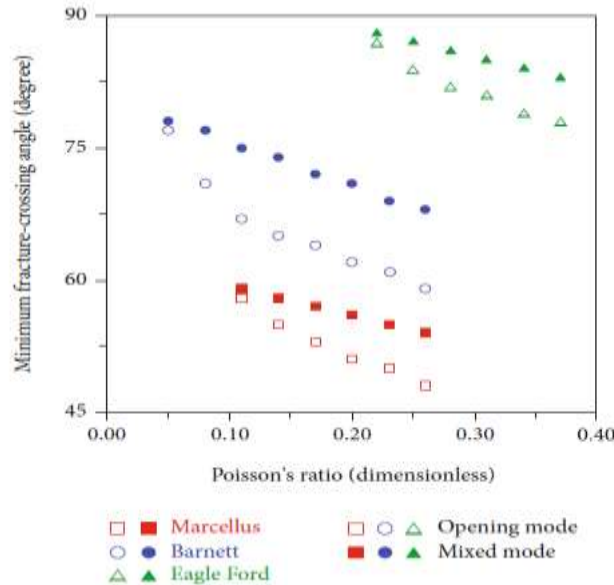 90
75
60
45
Minimum fracture-crossing angle (degree)
0.00
0.10
0.20
0.30
0.40
Poisson's ratio (dimensionless)
Marcellus
Barnett
Eagle Ford
Opening mode
Mixed mode